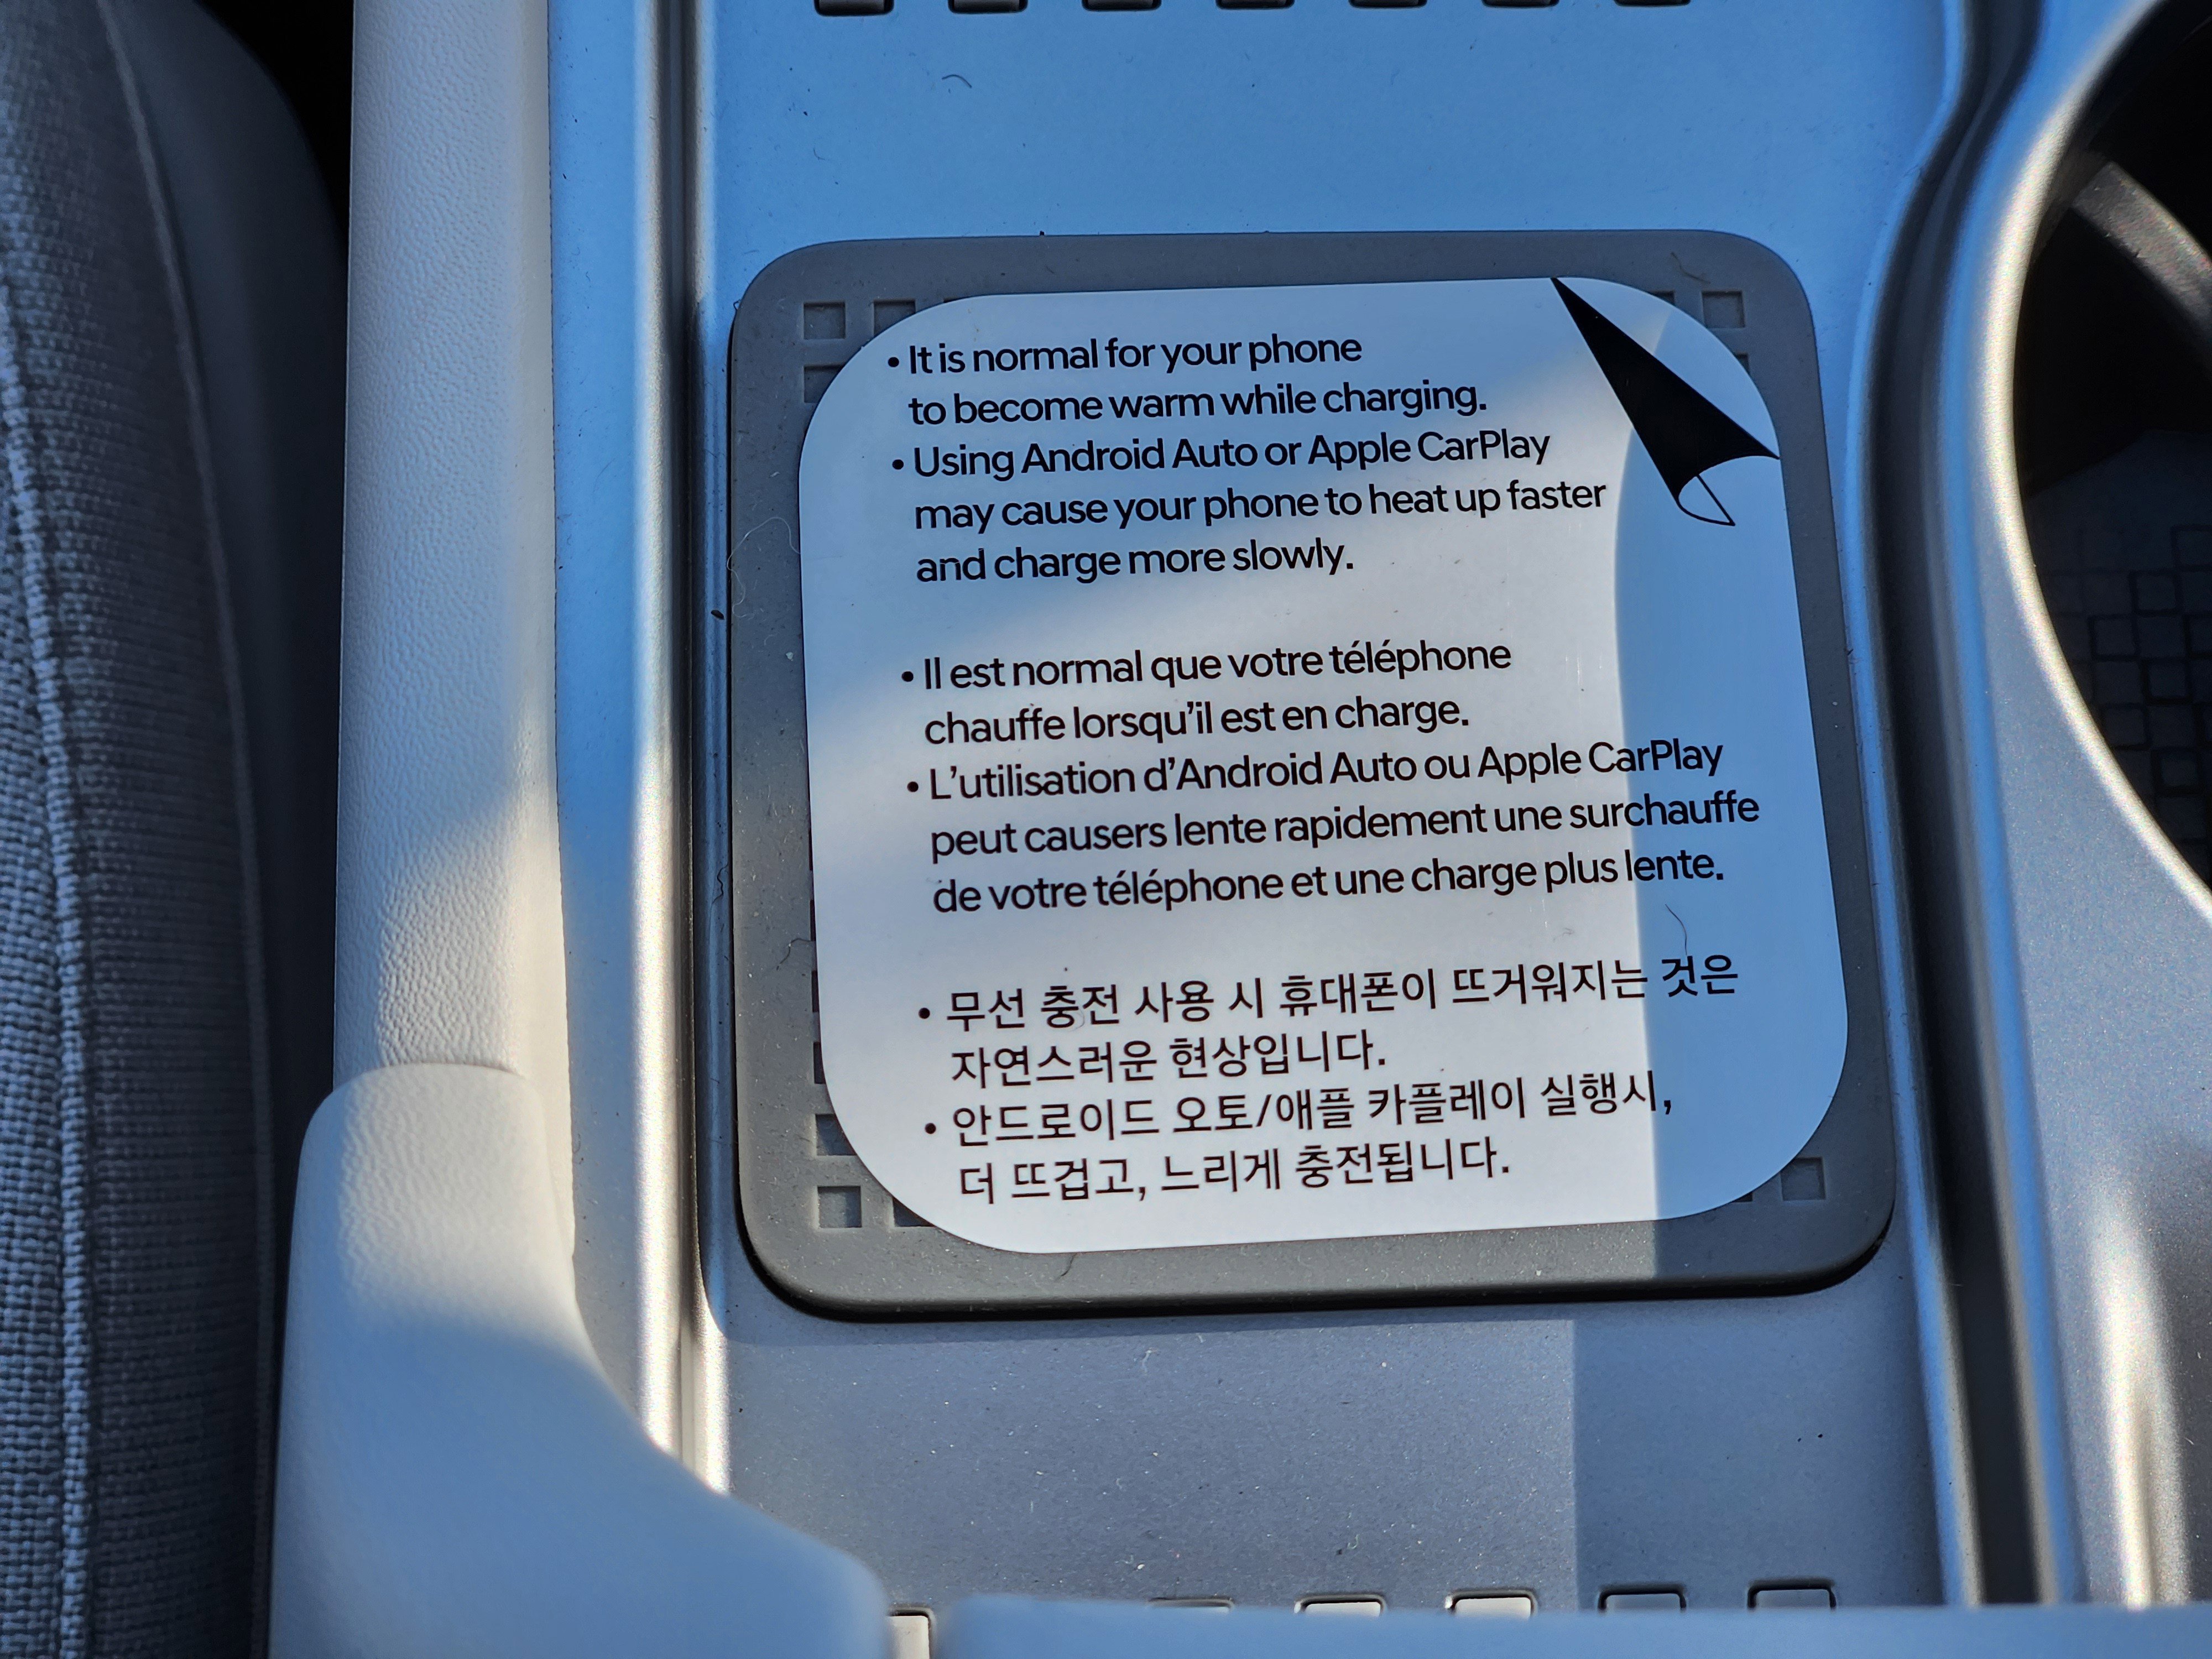 • It is normal for your phone
to become warm while charging.
• Using Android Auto or Apple CarPlay
may cause your phone to heat up faster
and charge more slowly.
• Il est normal que votre téléphone
chauffe lorsqu’il est en charge.
• L’utilisation d’Android Auto ou Apple CarPlay
peut causers lente rapidement une surchauffe
de votre téléphone et une charge plus lente.
• 무선 충전 사용 시 휴대폰이 뜨거워지는 것은
자연스러운 현상입니다.
• 안드로이드 오토/애플 카플레이 실행시,
더 뜨겁고, 느리게 충전됩니다.